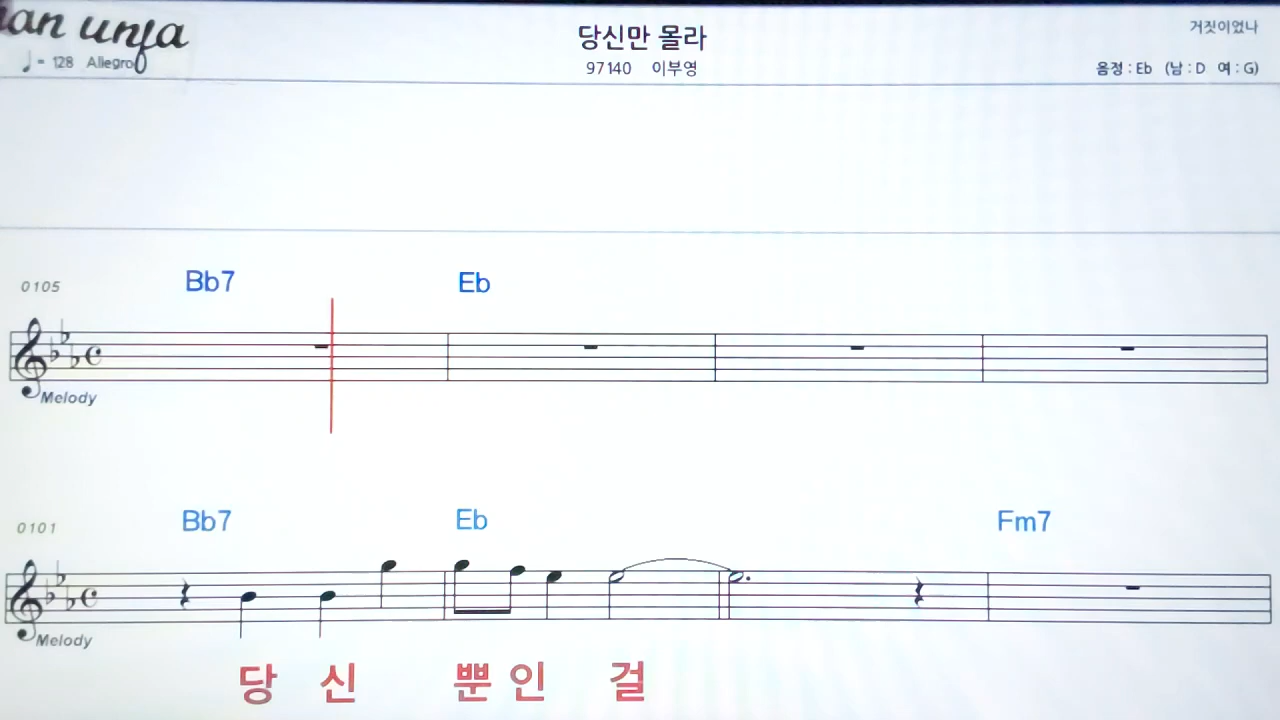 an unja
♩= 128 Allegro
당신만 몰라
97140 이부영
거짓이었나
음정 : Eb (남 : D 여 : G)
0105 Bb7 Eb
Melody
0101 Bb7 Eb Fm7
Melody
당 신 뿐 인 걸